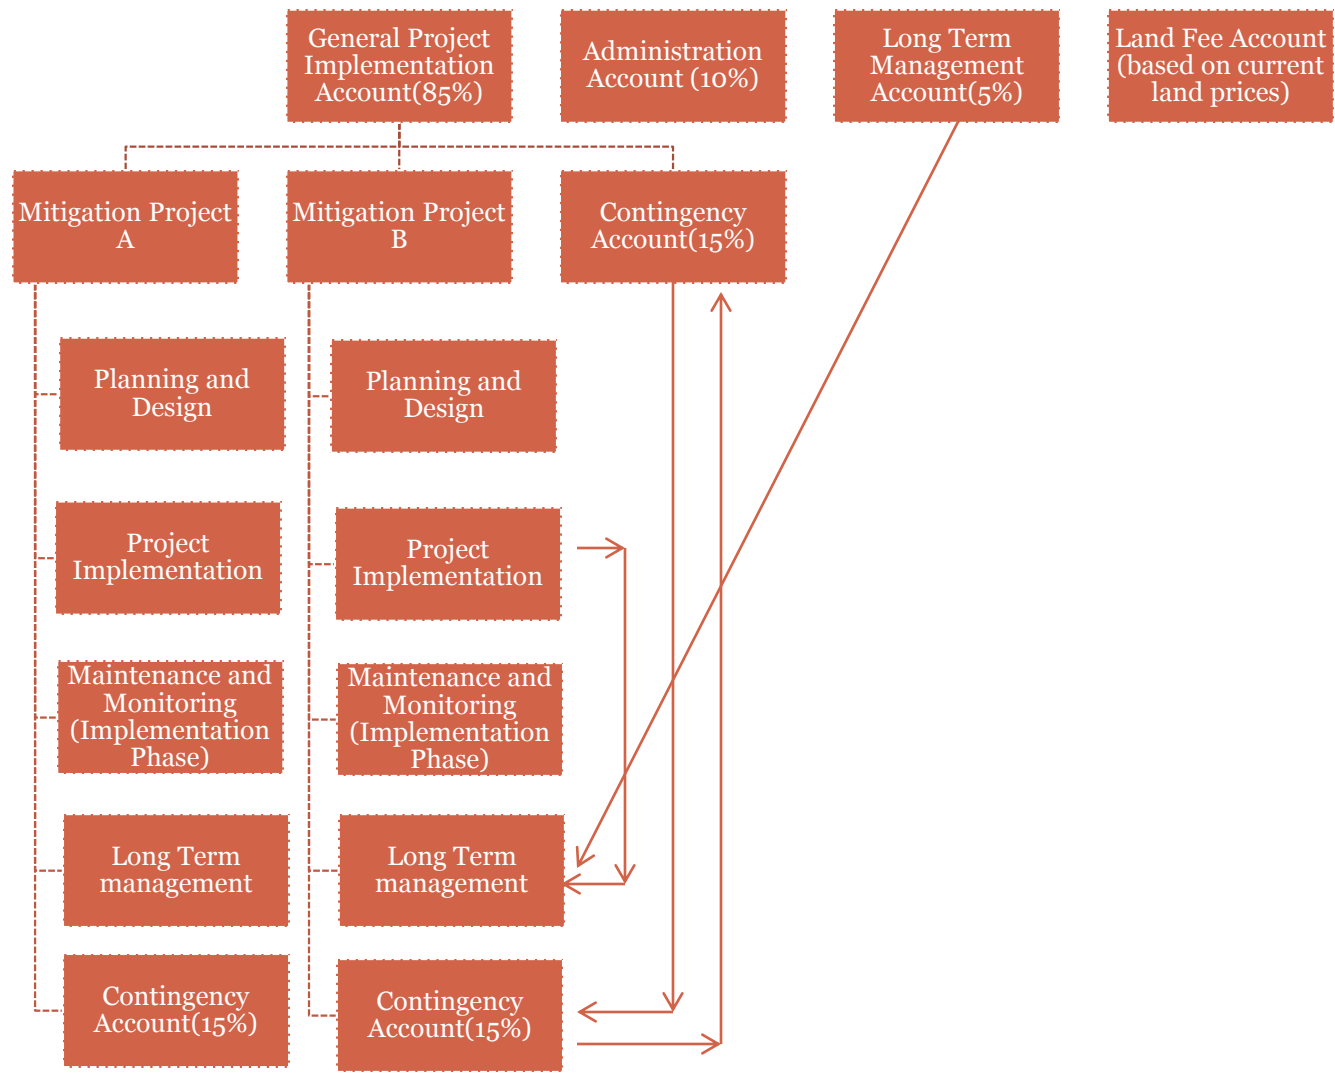 General Project
Implementation
Account(85%)
Administration
Account (10%)
Long Term
Management
Account(5%)
Land Fee Account
(based on current
land prices)
Mitigation Project
A
Mitigation Project
B
Contingency
Account(15%)
Planning and
Design
Planning and
Design
Project
Implementation
Project
Implementation
Maintenance and
Monitoring
(Implementation
Phase)
Maintenance and
Monitoring
(Implementation
Phase)
Long Term
management
Long Term
management
Contingency
Account(15%)
Contingency
Account(15%)